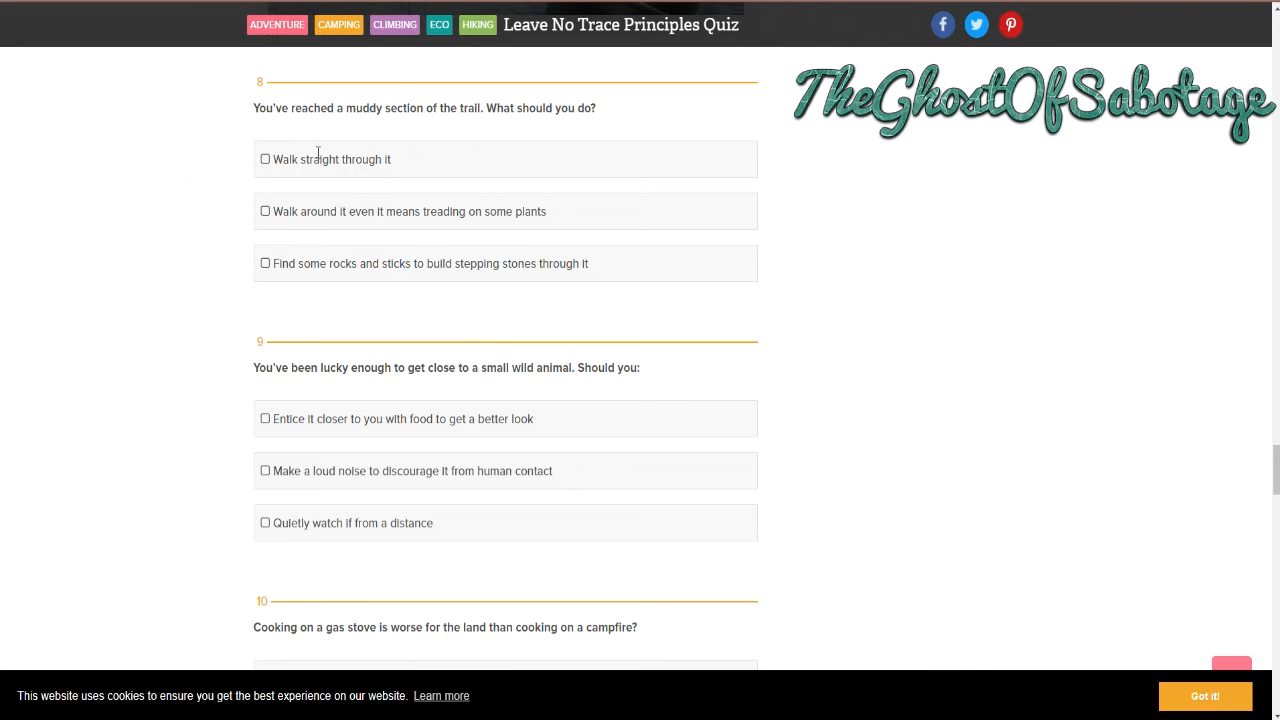 ADVENTURE CAMPING CLIMBING ECO HIKING Leave No Trace Principles Quiz
TheGhostOfSabotage
8
You've reached a muddy section of the trail. What should you do?
Walk straight through it
Walk around it even it means treading on some plants
Find some rocks and sticks to build stepping stones through it
9
You've been lucky enough to get close to a small wild animal. Should you:
Entice it closer to you with food to get a better look
Make a loud noise to discourage it from human contact
Quietly watch if from a distance
10
Cooking on a gas stove is worse for the land than cooking on a campfire?
This website uses cookies to ensure you get the best experience on our website. Learn more
Got it!